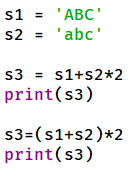 s1 = 'ABC'
s2 = 'abc'
s3 = s1+s2*2
print(s3)
s3=(s1+s2)*2
print(s3)